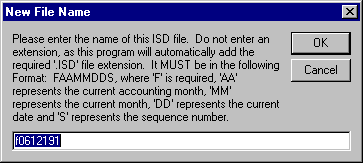 New File Name
Please enter the name of this ISD file. Do not enter an
extension, as this program will automatically add the
required '.ISD' file extension. It MUST be in the following
Format: FAAMMDDS, where 'F' is required, 'AA'
represents the current accounting month, 'MM'
represents the current month, 'DD' represents the current
date and 'S' represents the sequence number.
OK
Cancel
f0612191